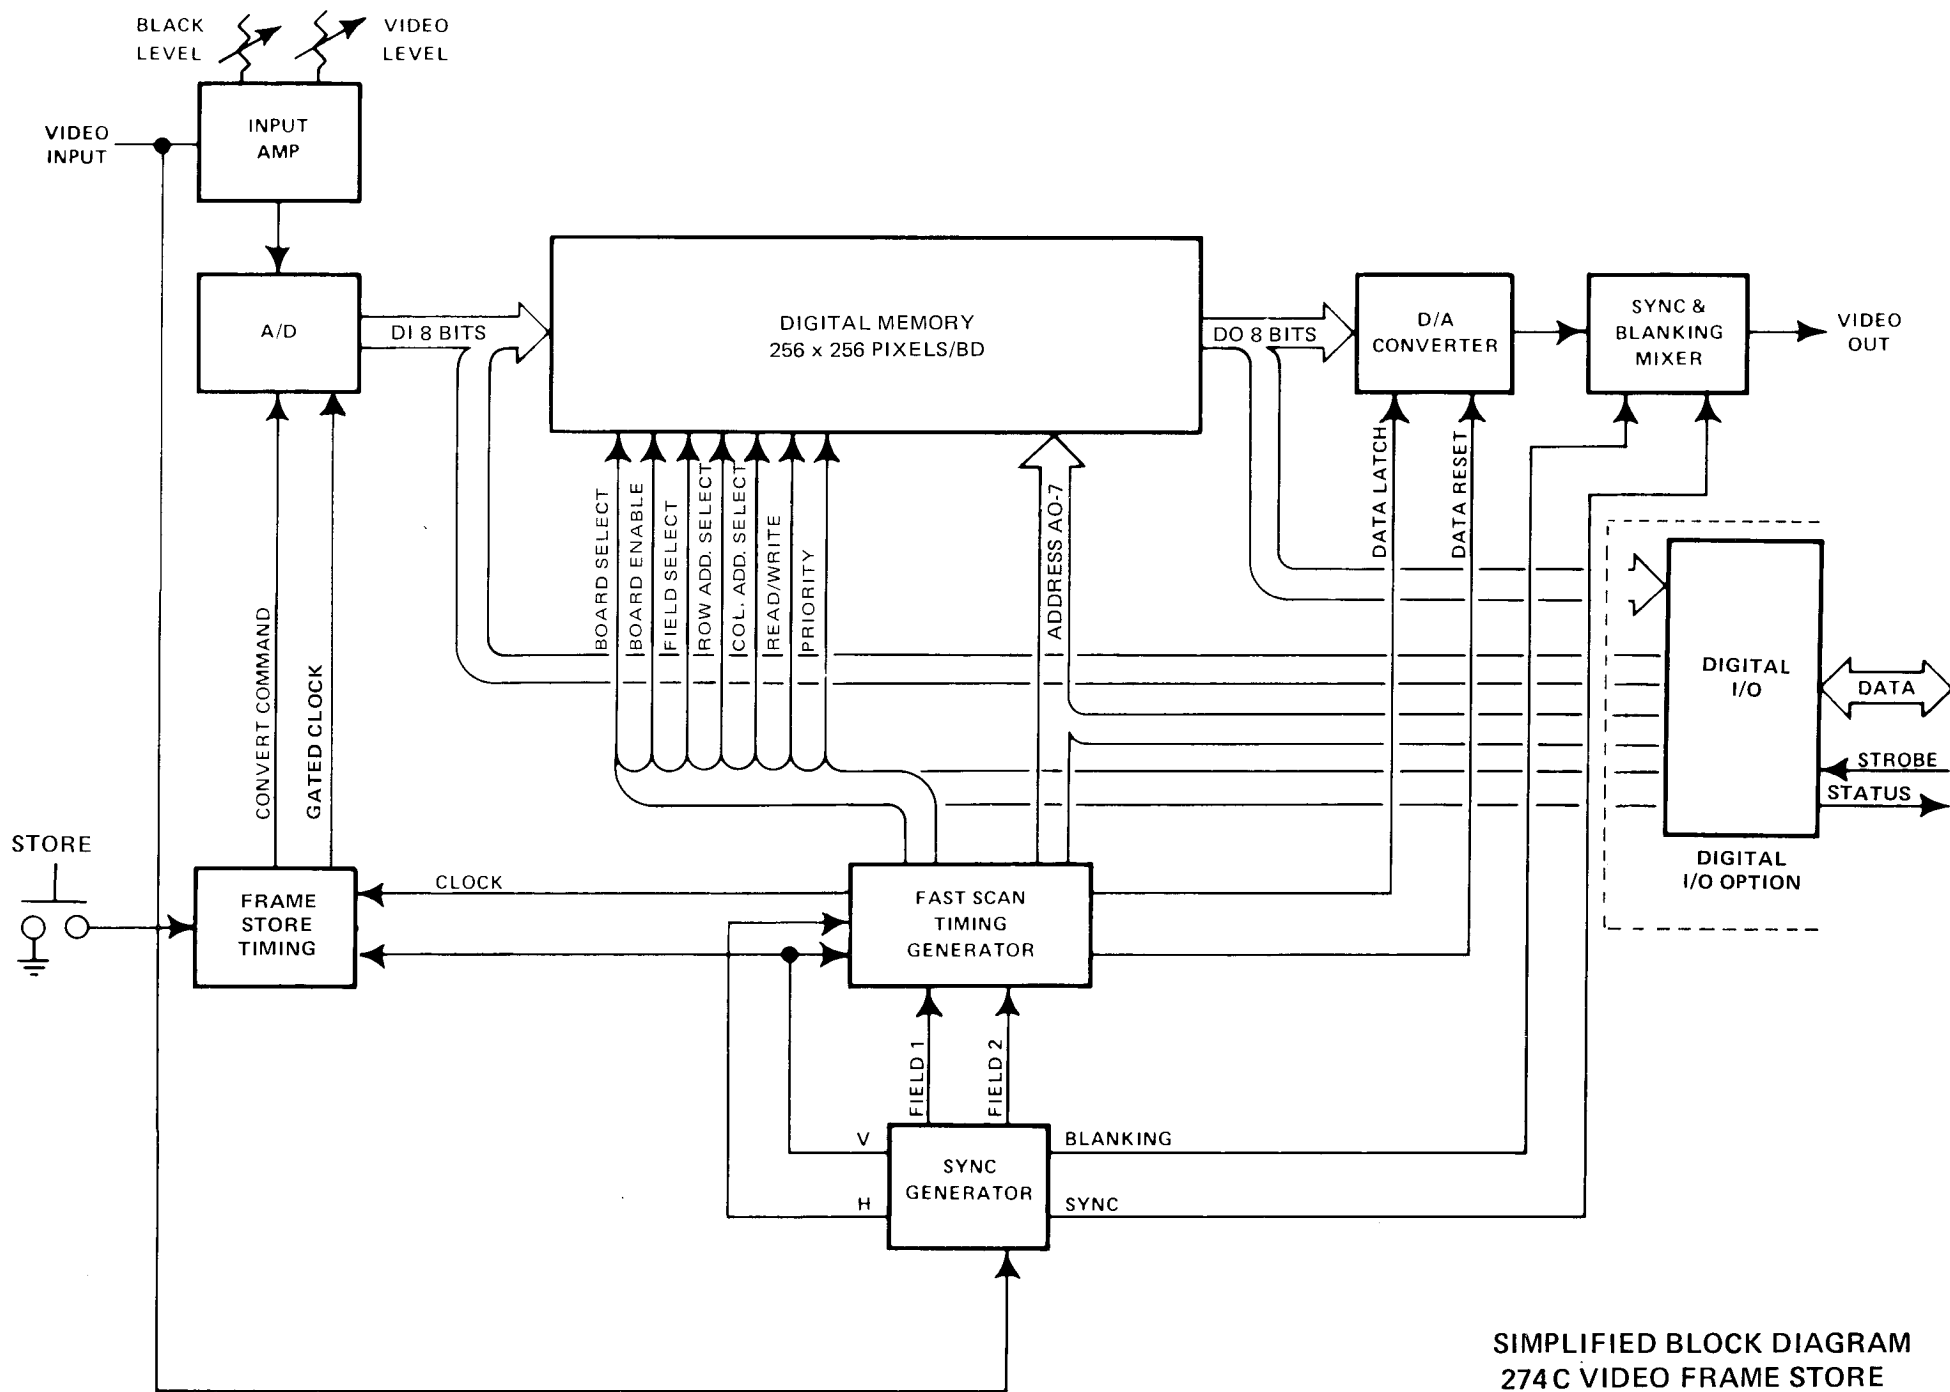 BLACK
LEVEL
VIDEO
LEVEL
VIDEO
INPUT
INPUT
AMP
A/D
DI 8 BITS
DIGITAL MEMORY
256 x 256 PIXELS/BD
DO 8 BITS
D/A
CONVERTER
SYNC &
BLANKING
MIXER
VIDEO
OUT
CONVERT COMMAND
GATED CLOCK
BOARD SELECT
BOARD ENABLE
FIELD SELECT
ROW ADD. SELECT
COL. ADD. SELECT
READ/WRITE
PRIORITY
ADDRESS AO-7
DATA LATCH
DATA RESET
DIGITAL
I/O
DATA
STROBE
STATUS
DIGITAL
I/O OPTION
STORE
FRAME
STORE
TIMING
CLOCK
FAST SCAN
TIMING
GENERATOR
FIELD 1
FIELD 2
V
H
SYNC
GENERATOR
BLANKING
SYNC
SIMPLIFIED BLOCK DIAGRAM
274C VIDEO FRAME STORE